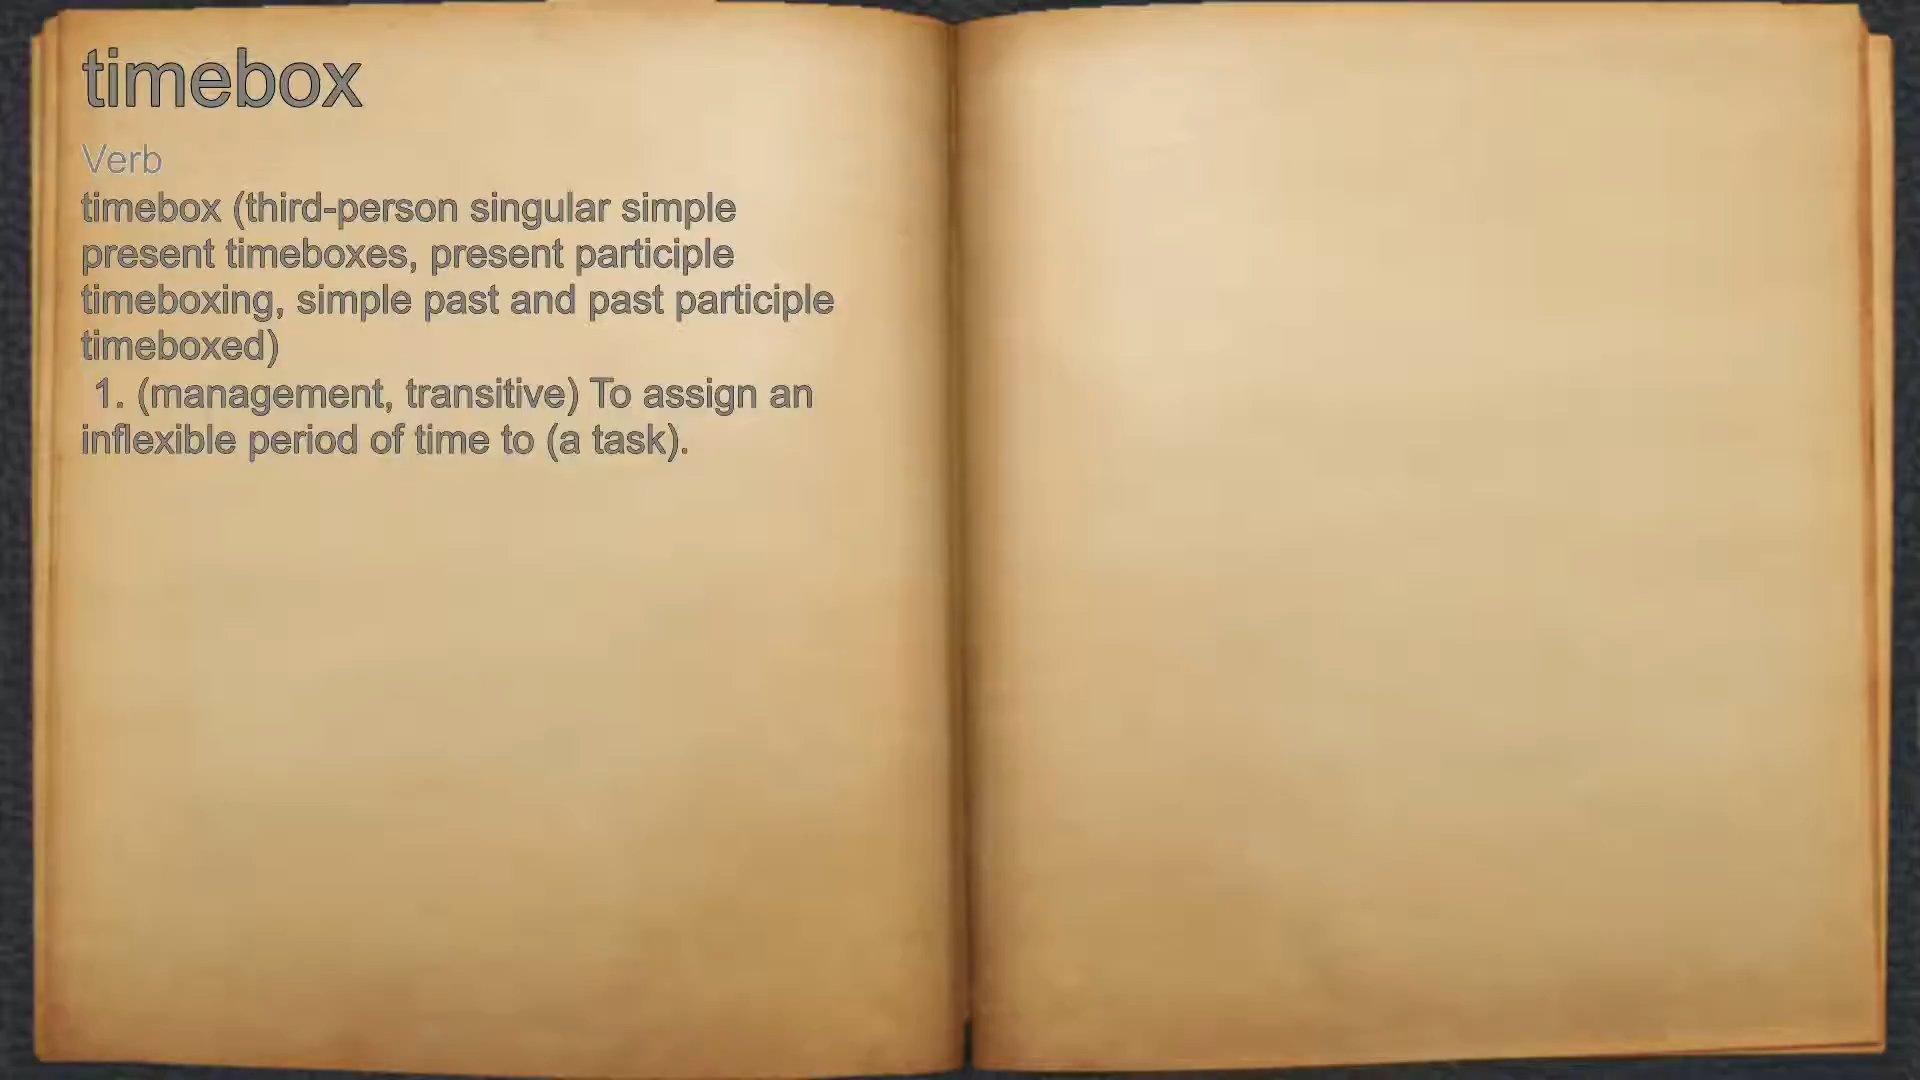 timebox
Verb
timebox (third-person singular simple
present timeboxes, present participle
timeboxing, simple past and past participle
timeboxed)
1. (management, transitive) To assign an
inflexible period of time to (a task).